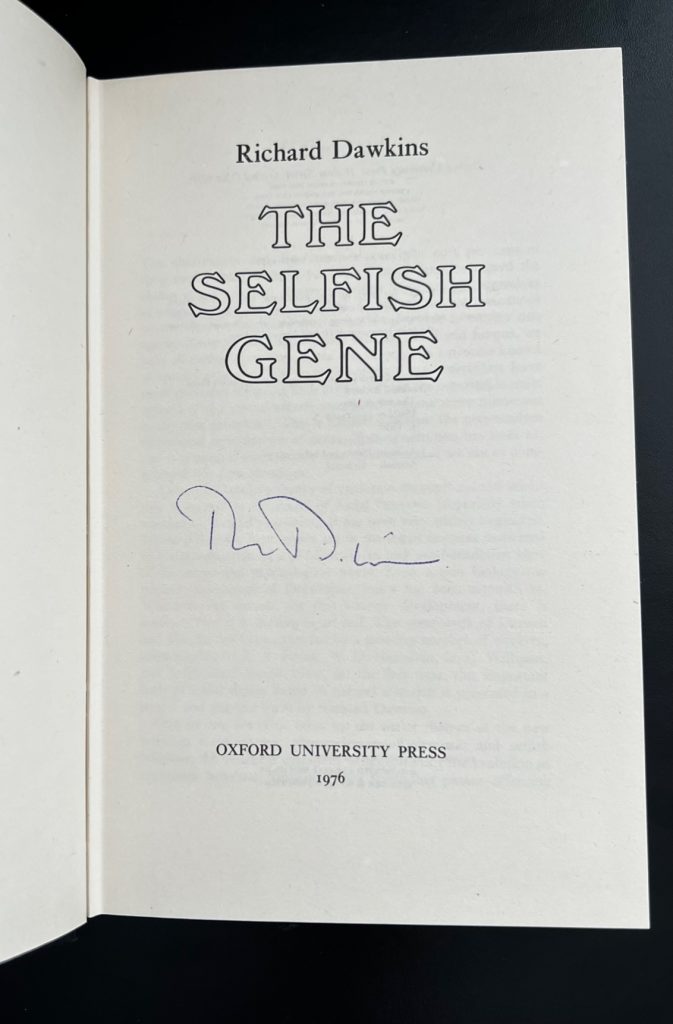 Richard Dawkins
THE
SELFISH
GENE
OXFORD UNIVERSITY PRESS
1976